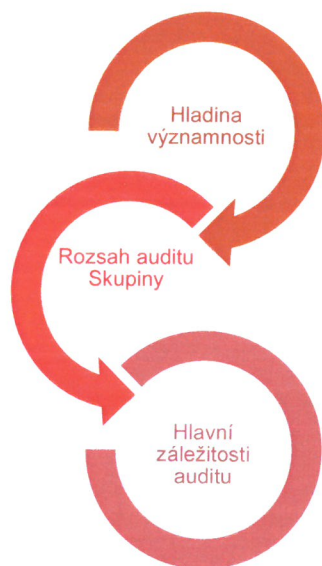 Hladina
významnosti
Rozsah auditu
Skupiny
Hlavní
záležitosti
auditu